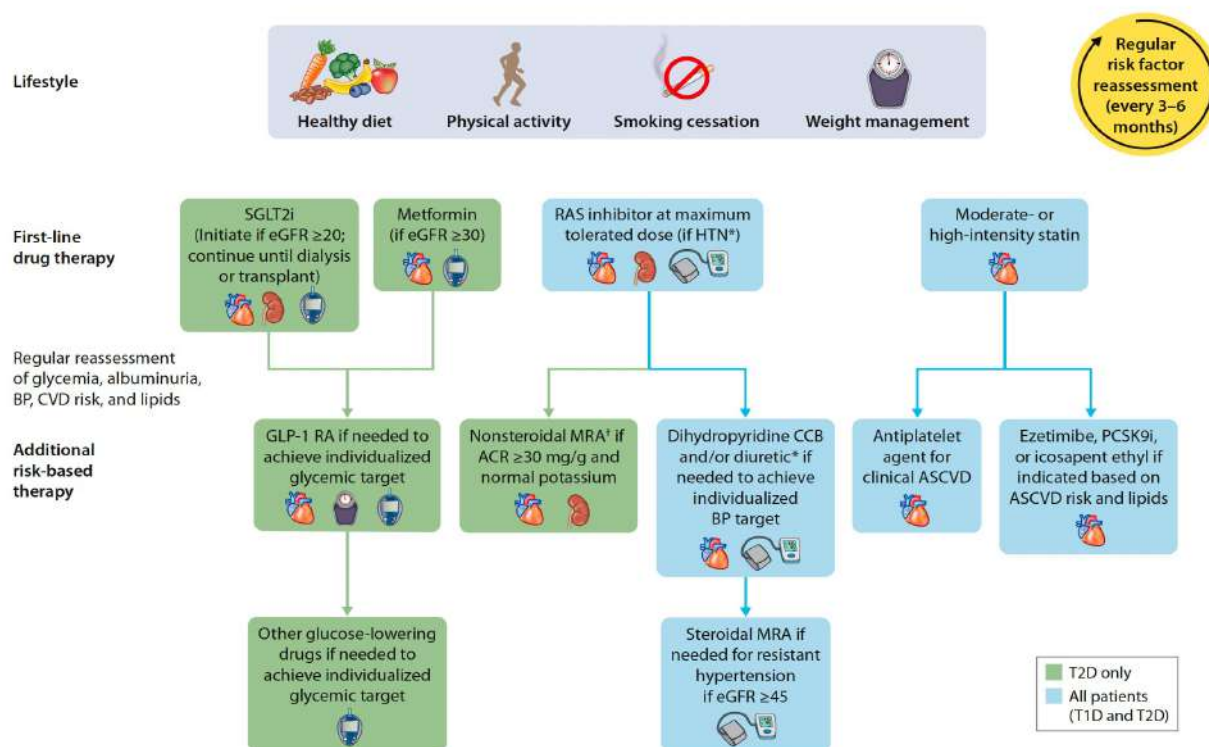 Lifestyle
Healthy diet
Physical activity
Smoking cessation
Weight management
Regular
risk factor
reassessment
(every 3–6
months)
First-line
drug therapy
SGLT2i
(Initiate if eGFR ≥20;
continue until dialysis
or transplant)
Metformin
(if eGFR ≥30)
RAS inhibitor at maximum
tolerated dose (if HTN*)
Moderate- or
high-intensity statin
Regular reassessment
of glycemia, albuminuria,
BP, CVD risk, and lipids
Additional
risk-based
therapy
GLP-1 RA if needed to
achieve individualized
glycemic target
Nonsteroidal MRA† if
ACR ≥30 mg/g and
normal potassium
Dihydropyridine CCB
and/or diuretic* if
needed to achieve
individualized
BP target
Antiplatelet
agent for
clinical ASCVD
Ezetimibe, PCSK9i,
or icosapent ethyl if
indicated based on
ASCVD risk and lipids
Other glucose-lowering
drugs if needed to
achieve individualized
glycemic target
Steroidal MRA if
needed for resistant
hypertension
if eGFR ≥45
T2D only
All patients
(T1D and T2D)